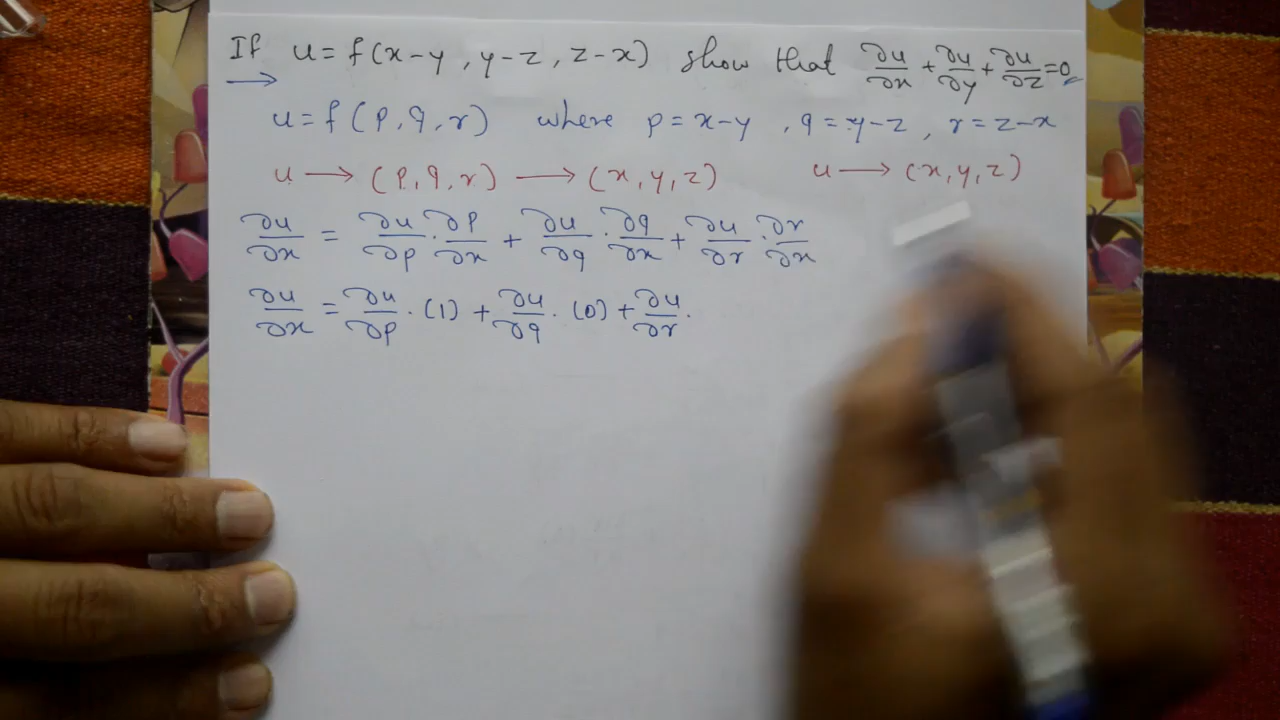 If u = f(x-y, y-z, z-x) show that ∂u/∂x + ∂u/∂y + ∂u/∂z = 0
u = f(p, q, r) where p = x-y, q = y-z, r = z-x
u ⟶ (p, q, r) ⟶ (x, y, z) u ⟶ (x, y, z)
∂u/∂x = ∂u/∂p · ∂p/∂x + ∂u/∂q · ∂q/∂x + ∂u/∂r · ∂r/∂x
∂u/∂x = ∂u/∂p · (1) + ∂u/∂q · (0) + ∂u/∂r ·